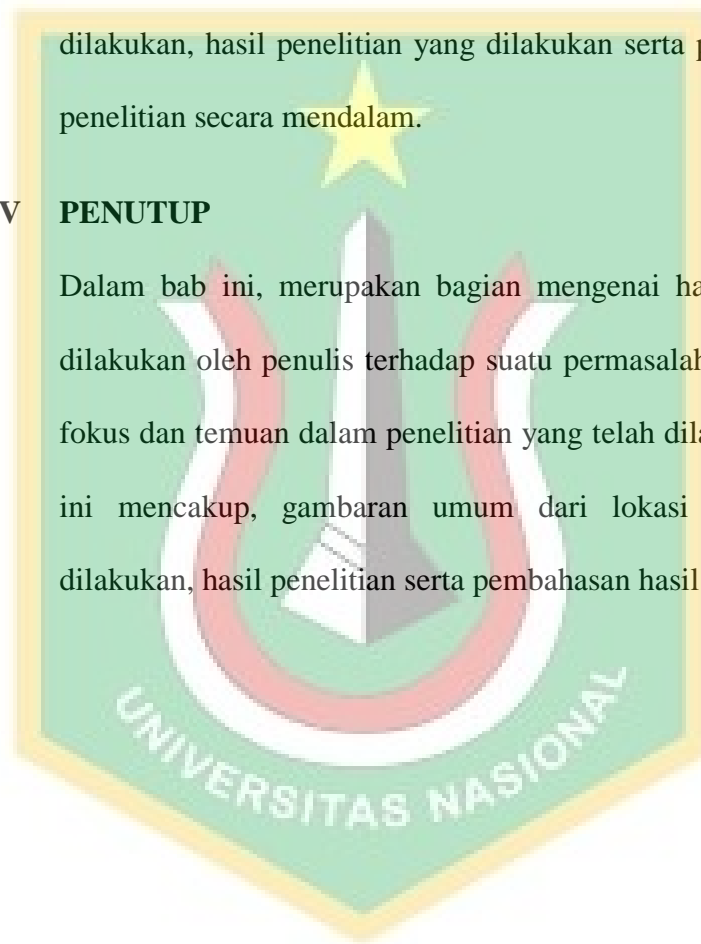 dilakukan, hasil penelitian yang dilakukan serta
penelitian secara mendalam.
V PENUTUP
Dalam bab ini, merupakan bagian mengenai
dilakukan oleh penulis terhadap suatu
fokus dan temuan dalam penelitian yang telah
ini mencakup, gambaran umum dari lokasi
dilakukan, hasil penelitian serta pembahasan hasil
UNIVERSITAS NASIONAL